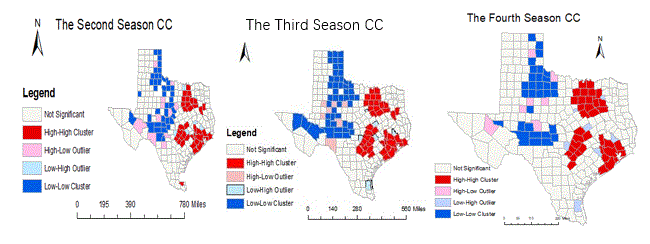 The Second Season CC
N
Legend
Not Significant
High-High Cluster
High-Low Outlier
Low-High Outlier
Low-Low Cluster
0 195 390 780 Miles
The Third Season CC
N
Legend
Not Significant
High-High Cluster
High-Low Outlier
Low-High Outlier
Low-Low Cluster
0 140 280 560 Miles
The Fourth Season CC
N
Not Significant
High-High Cluster
High-Low Outlier
Low-High Outlier
Low-Low Cluster
Miles